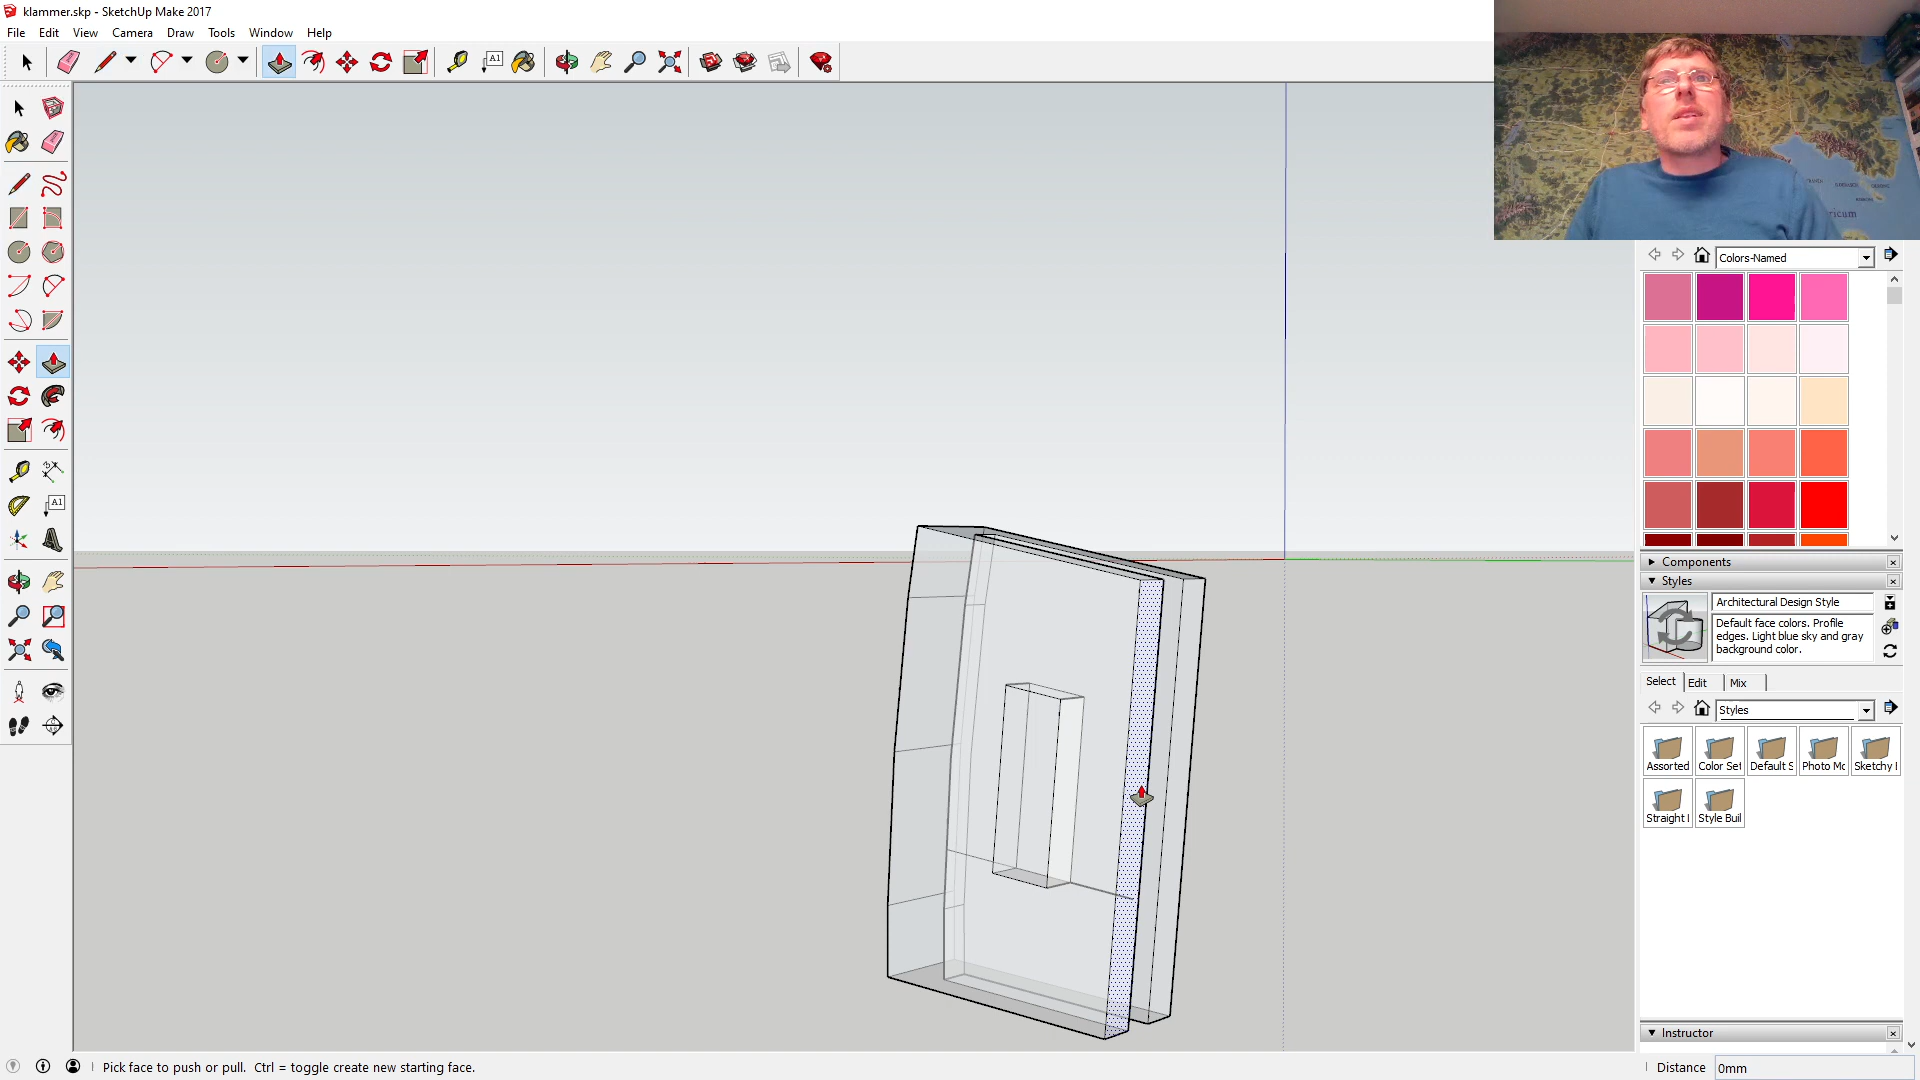 klammer.skp - SketchUp Make 2017
File Edit View Camera Draw Tools Window Help
A1
A1
Colors-Named
Components
Styles
Architectural Design Style
Default face colors. Profile
edges. Light blue sky and gray
background color.
Select Edit Mix
Styles
Assorted Color Set Default S Photo Mo Sketchy I
Straight l Style Buil
Instructor
Pick face to push or pull. Ctrl = toggle create new starting face.
Distance 0mm